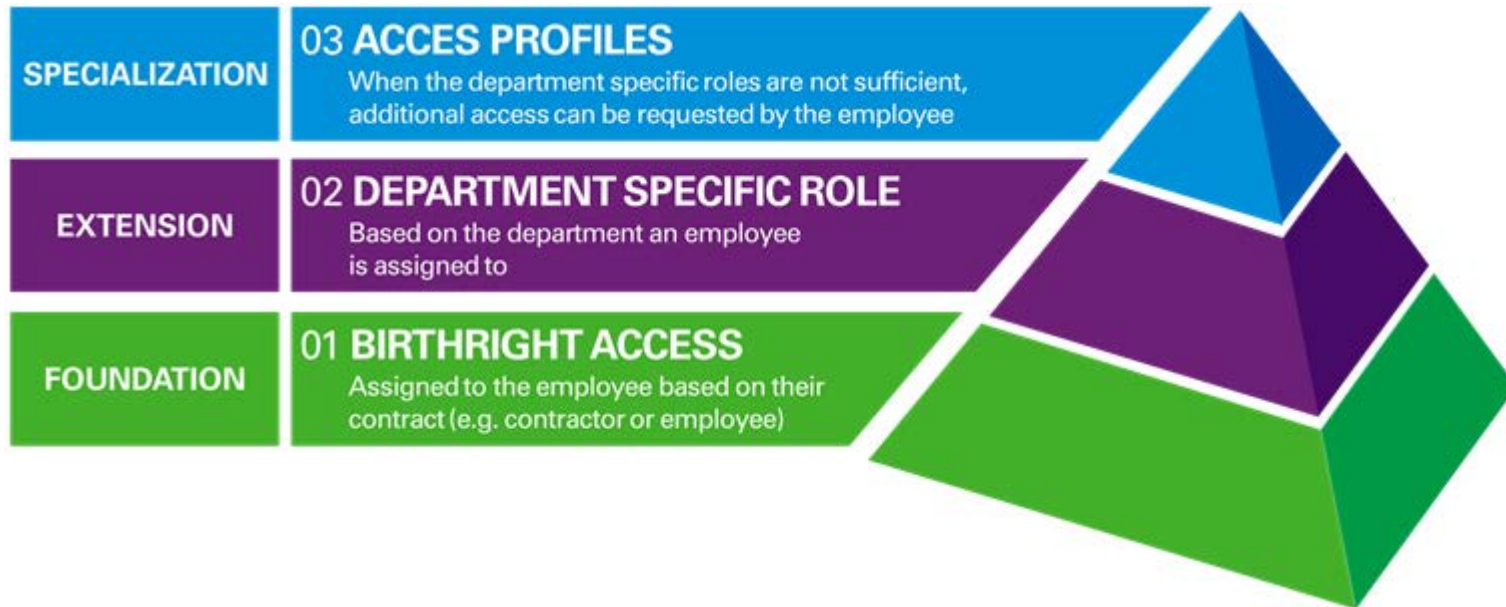 SPECIALIZATION
03 ACCES PROFILES
When the department specific roles are not sufficient,
additional access can be requested by the employee
EXTENSION
02 DEPARTMENT SPECIFIC ROLE
Based on the department an employee
is assigned to
FOUNDATION
01 BIRTHRIGHT ACCESS
Assigned to the employee based on their
contract (e.g. contractor or employee)